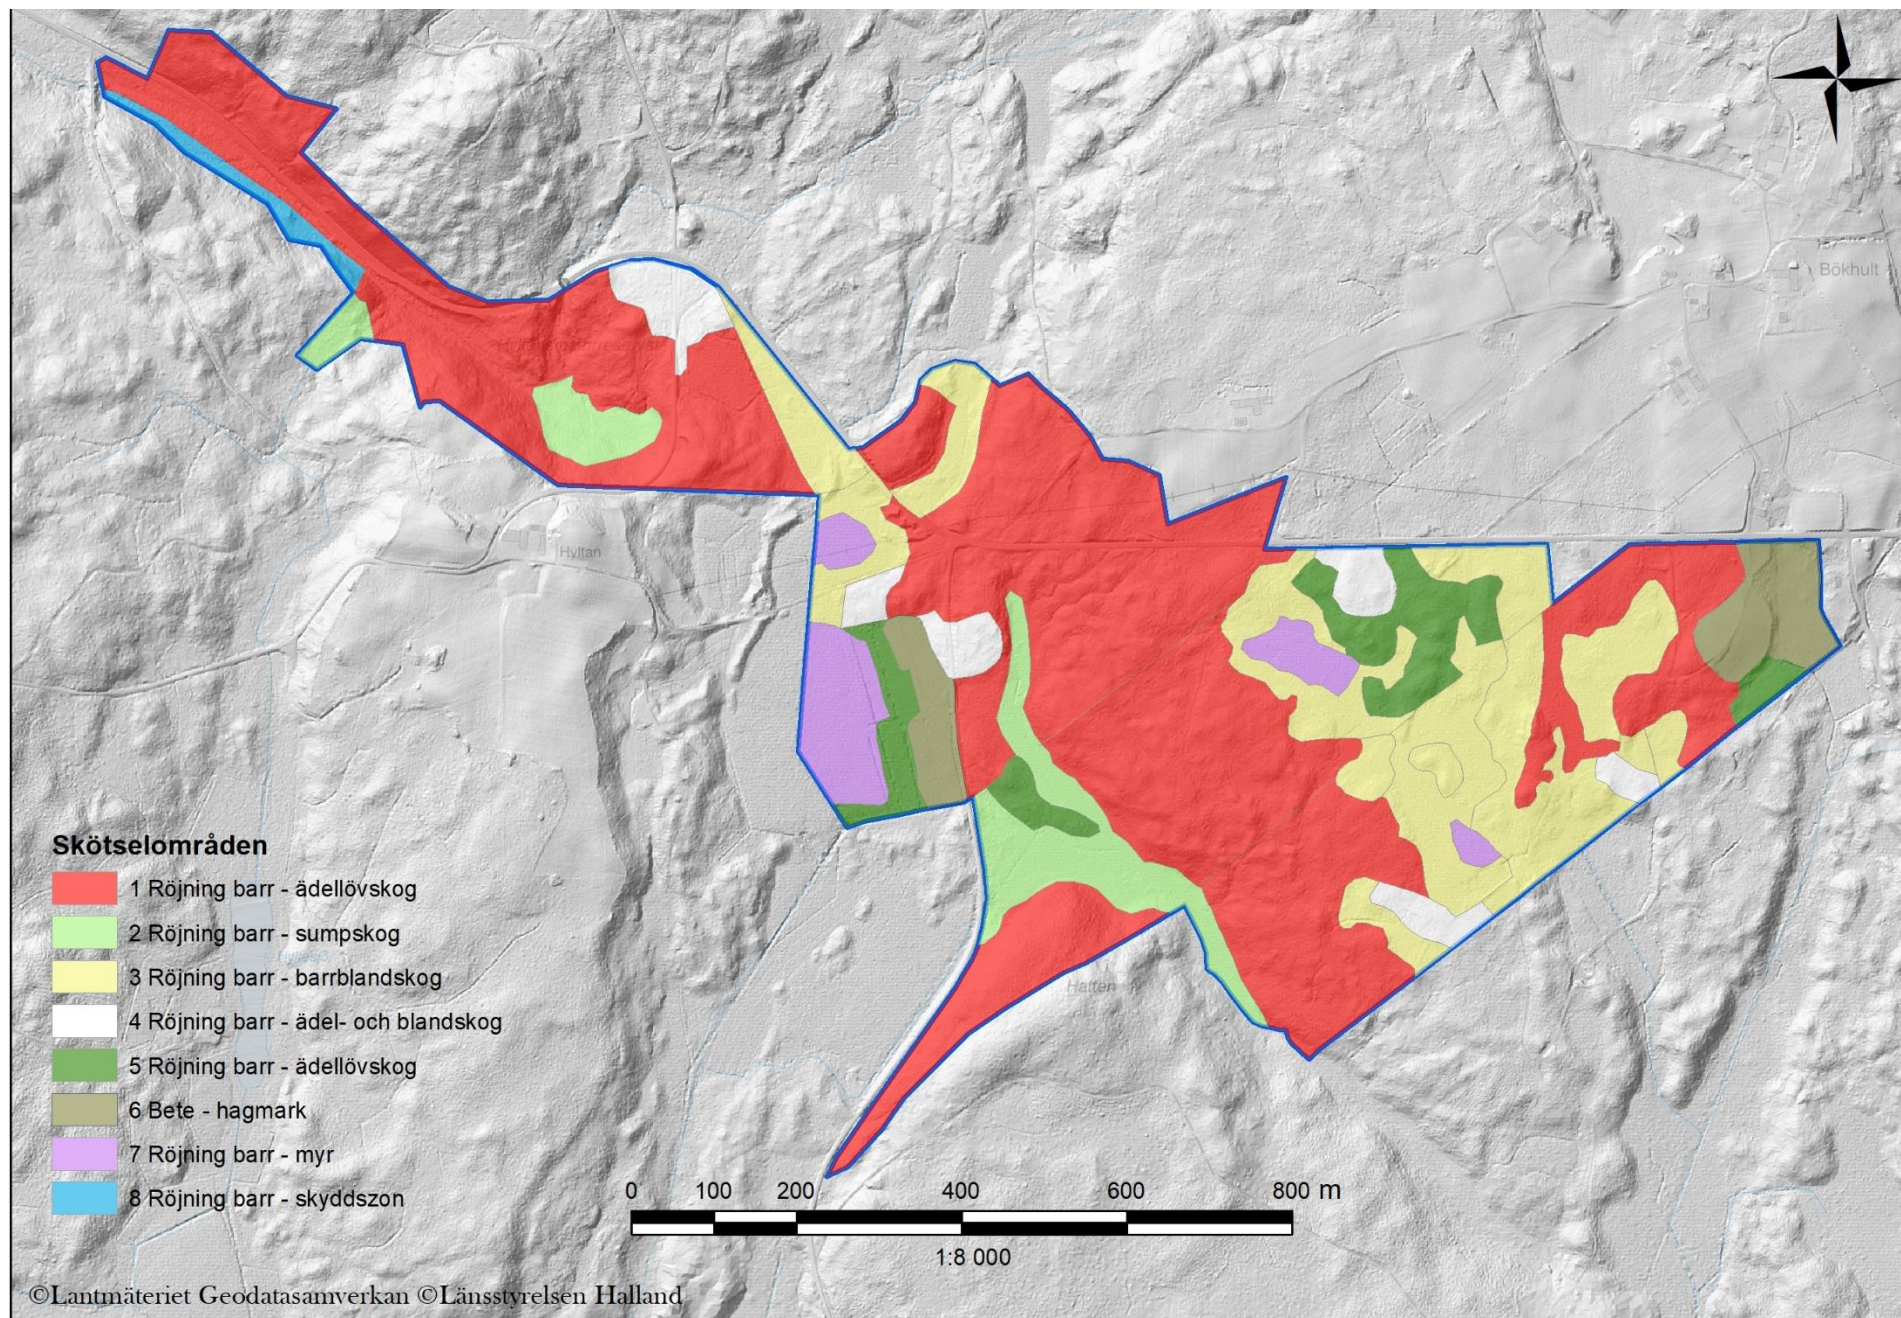 Bökhult
Hyltan
Hatten
Skötselområden
1 Röjning barr - ädellövskog
2 Röjning barr - sumpskog
3 Röjning barr - barrblandskog
4 Röjning barr - ädel- och blandskog
5 Röjning barr - ädellövskog
6 Bete - hagmark
7 Röjning barr - myr
8 Röjning barr - skyddszon
0 100 200 400 600 800 m
1:8 000
©Lantmäteriet Geodatasamverkan ©Länsstyrelsen Halland